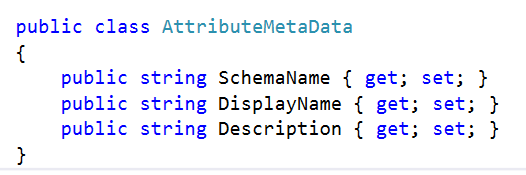 public class AttributeMetaData
{
    public string SchemaName { get; set; }
    public string DisplayName { get; set; }
    public string Description { get; set; }
}